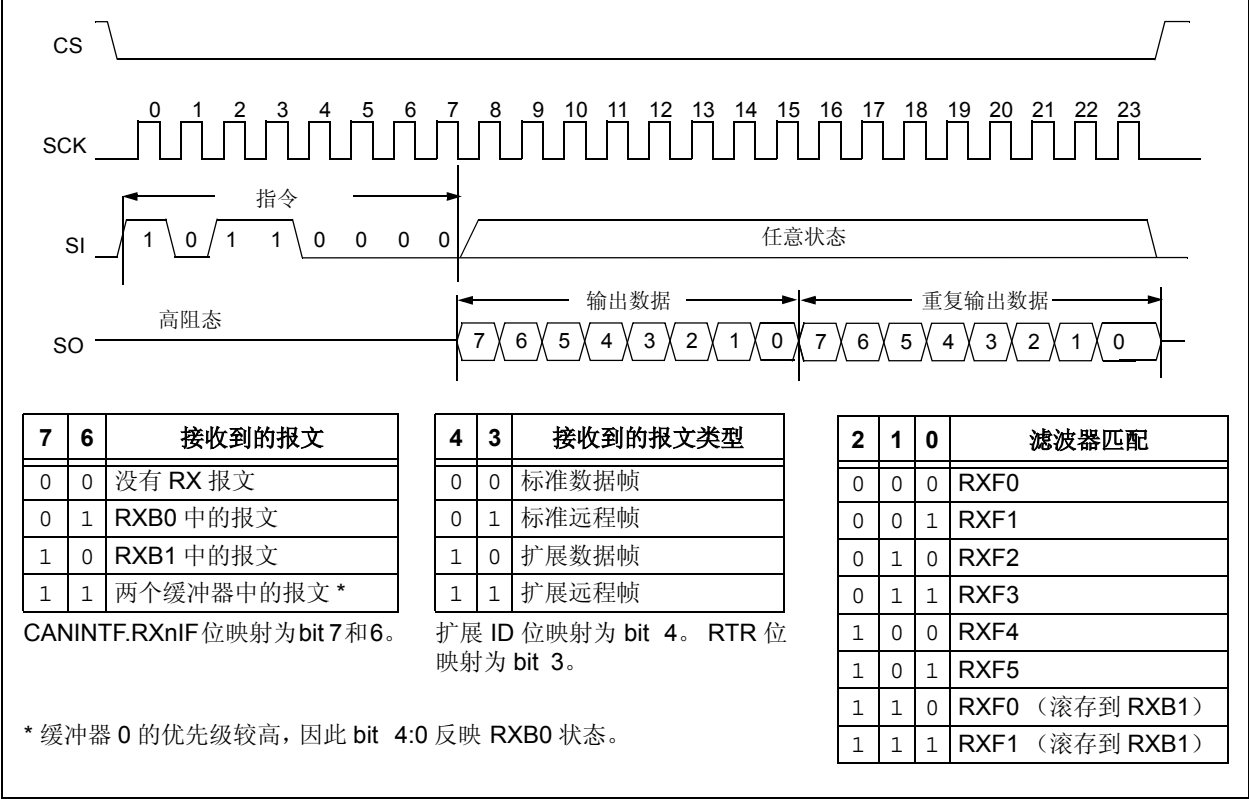 CS
0 1 2 3 4 5 6 7 8 9 10 11 12 13 14 15 16 17 18 19 20 21 22 23
SCK
指令
SI
1 0 1 1 0 0 0 0
任意状态
输出数据
重复输出数据
高阻态
SO
7 6 5 4 3 2 1 0 7 6 5 4 3 2 1 0
7 6 接收到的报文
0 0 没有 RX 报文
0 1 RXB0 中的报文
1 0 RXB1 中的报文
1 1 两个缓冲器中的报文 *
CANINTF.RXnIF位映射为bit 7和6。
4 3 接收到的报文类型
0 0 标准数据帧
0 1 标准远程帧
1 0 扩展数据帧
1 1 扩展远程帧
扩展 ID 位映射为 bit 4。 RTR 位
映射为 bit 3。
2 1 0 滤波器匹配
0 0 0 RXF0
0 0 1 RXF1
0 1 0 RXF2
0 1 1 RXF3
1 0 0 RXF4
1 0 1 RXF5
1 1 0 RXF0 （滚存到 RXB1）
1 1 1 RXF1 （滚存到 RXB1）
* 缓冲器 0 的优先级较高，因此 bit 4:0 反映 RXB0 状态。